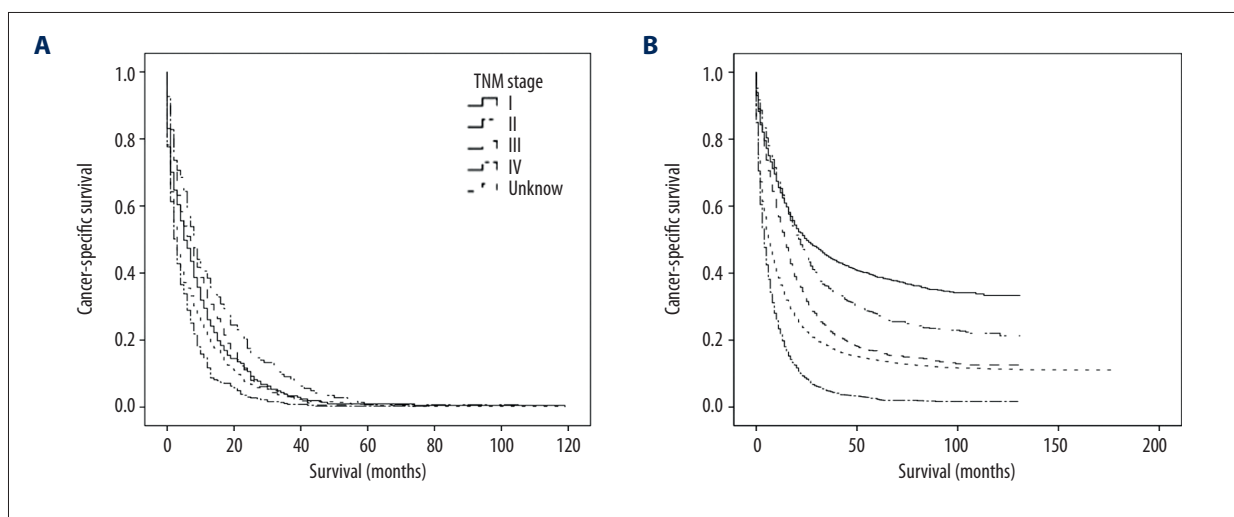 A
B
Cancer-specific survival
1.0
0.8
0.6
0.4
0.2
0.0
TNM stage
I
II
III
IV
Unknow
0 20 40 60 80 100 120
Survival (months)
Cancer-specific survival
1.0
0.8
0.6
0.4
0.2
0.0
0 50 100 150 200
Survival (months)